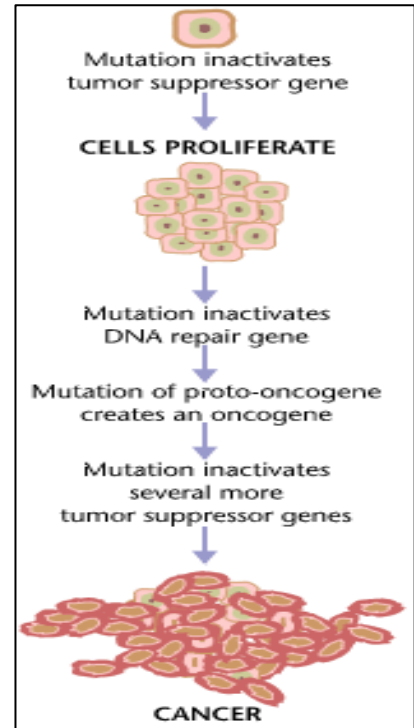 Mutation inactivates
tumor suppressor gene
CELLS PROLIFERATE
Mutation inactivates
DNA repair gene
Mutation of proto-oncogene
creates an oncogene
Mutation inactivates
several more
tumor suppressor genes
CANCER